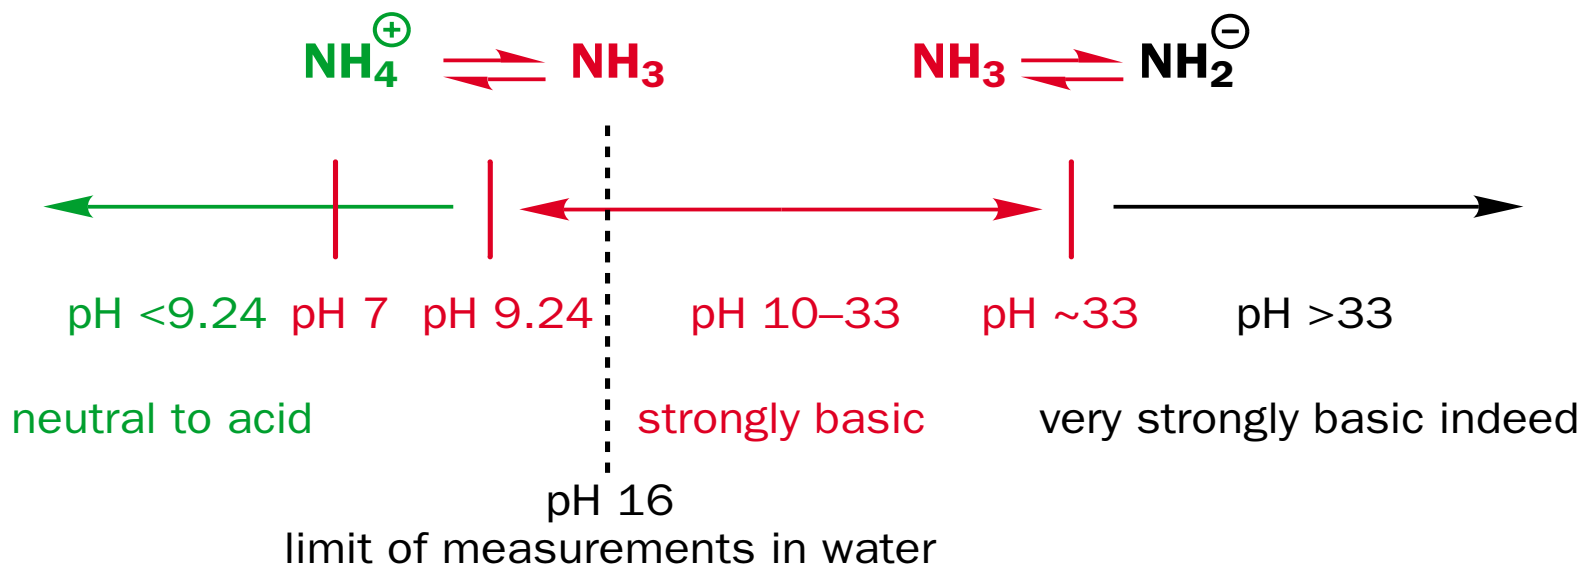 NH4⊕ ⇌ NH3 NH3 ⇌ NH2⊖
pH <9.24 pH 7 pH 9.24 pH 10–33 pH ~33 pH >33
neutral to acid strongly basic very strongly basic indeed
pH 16
limit of measurements in water